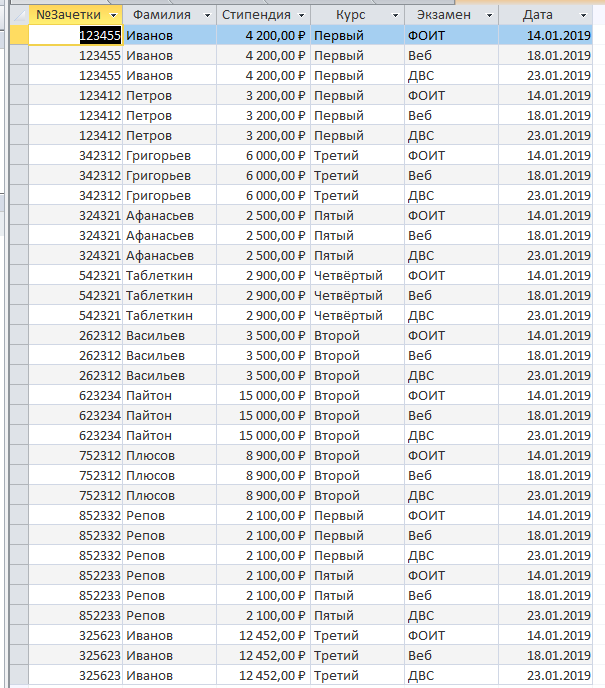 №Зачетки Фамилия Стипендия Курс Экзамен Дата
123455 Иванов 4 200,00 ₽ Первый ФОИТ 14.01.2019
123455 Иванов 4 200,00 ₽ Первый Веб 18.01.2019
123455 Иванов 4 200,00 ₽ Первый ДВС 23.01.2019
123412 Петров 3 200,00 ₽ Первый ФОИТ 14.01.2019
123412 Петров 3 200,00 ₽ Первый Веб 18.01.2019
123412 Петров 3 200,00 ₽ Первый ДВС 23.01.2019
342312 Григорьев 6 000,00 ₽ Третий ФОИТ 14.01.2019
342312 Григорьев 6 000,00 ₽ Третий Веб 18.01.2019
342312 Григорьев 6 000,00 ₽ Третий ДВС 23.01.2019
324321 Афанасьев 2 500,00 ₽ Пятый ФОИТ 14.01.2019
324321 Афанасьев 2 500,00 ₽ Пятый Веб 18.01.2019
324321 Афанасьев 2 500,00 ₽ Пятый ДВС 23.01.2019
542321 Таблеткин 2 900,00 ₽ Четвёртый ФОИТ 14.01.2019
542321 Таблеткин 2 900,00 ₽ Четвёртый Веб 18.01.2019
542321 Таблеткин 2 900,00 ₽ Четвёртый ДВС 23.01.2019
262312 Васильев 3 500,00 ₽ Второй ФОИТ 14.01.2019
262312 Васильев 3 500,00 ₽ Второй Веб 18.01.2019
262312 Васильев 3 500,00 ₽ Второй ДВС 23.01.2019
623234 Пайтон 15 000,00 ₽ Второй ФОИТ 14.01.2019
623234 Пайтон 15 000,00 ₽ Второй Веб 18.01.2019
623234 Пайтон 15 000,00 ₽ Второй ДВС 23.01.2019
752312 Плюсов 8 900,00 ₽ Второй ФОИТ 14.01.2019
752312 Плюсов 8 900,00 ₽ Второй Веб 18.01.2019
752312 Плюсов 8 900,00 ₽ Второй ДВС 23.01.2019
852332 Репов 2 100,00 ₽ Первый ФОИТ 14.01.2019
852332 Репов 2 100,00 ₽ Первый Веб 18.01.2019
852332 Репов 2 100,00 ₽ Первый ДВС 23.01.2019
852233 Репов 2 100,00 ₽ Пятый ФОИТ 14.01.2019
852233 Репов 2 100,00 ₽ Пятый Веб 18.01.2019
852233 Репов 2 100,00 ₽ Пятый ДВС 23.01.2019
325623 Иванов 12 452,00 ₽ Третий ФОИТ 14.01.2019
325623 Иванов 12 452,00 ₽ Третий Веб 18.01.2019
325623 Иванов 12 452,00 ₽ Третий ДВС 23.01.2019